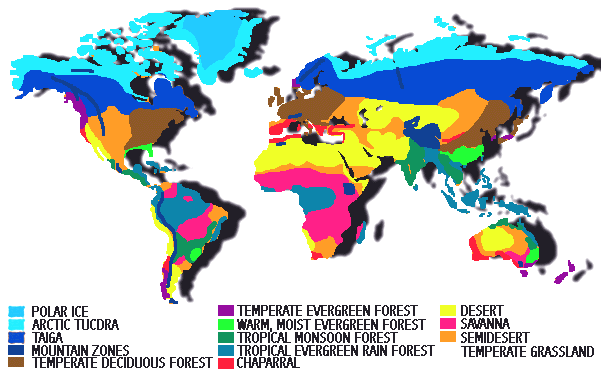 POLAR ICE
ARCTIC TUCDRA
TAIGA
MOUNTAIN ZONES
TEMPERATE DECIDUOUS FOREST
TEMPERATE EVERGREEN FOREST
WARM, MOIST EVERGREEN FOREST
TROPICAL MONSOON FOREST
TROPICAL EVERGREEN RAIN FOREST
CHAPARRAL
DESERT
SAVANNA
SEMIDESERT
TEMPERATE GRASSLAND